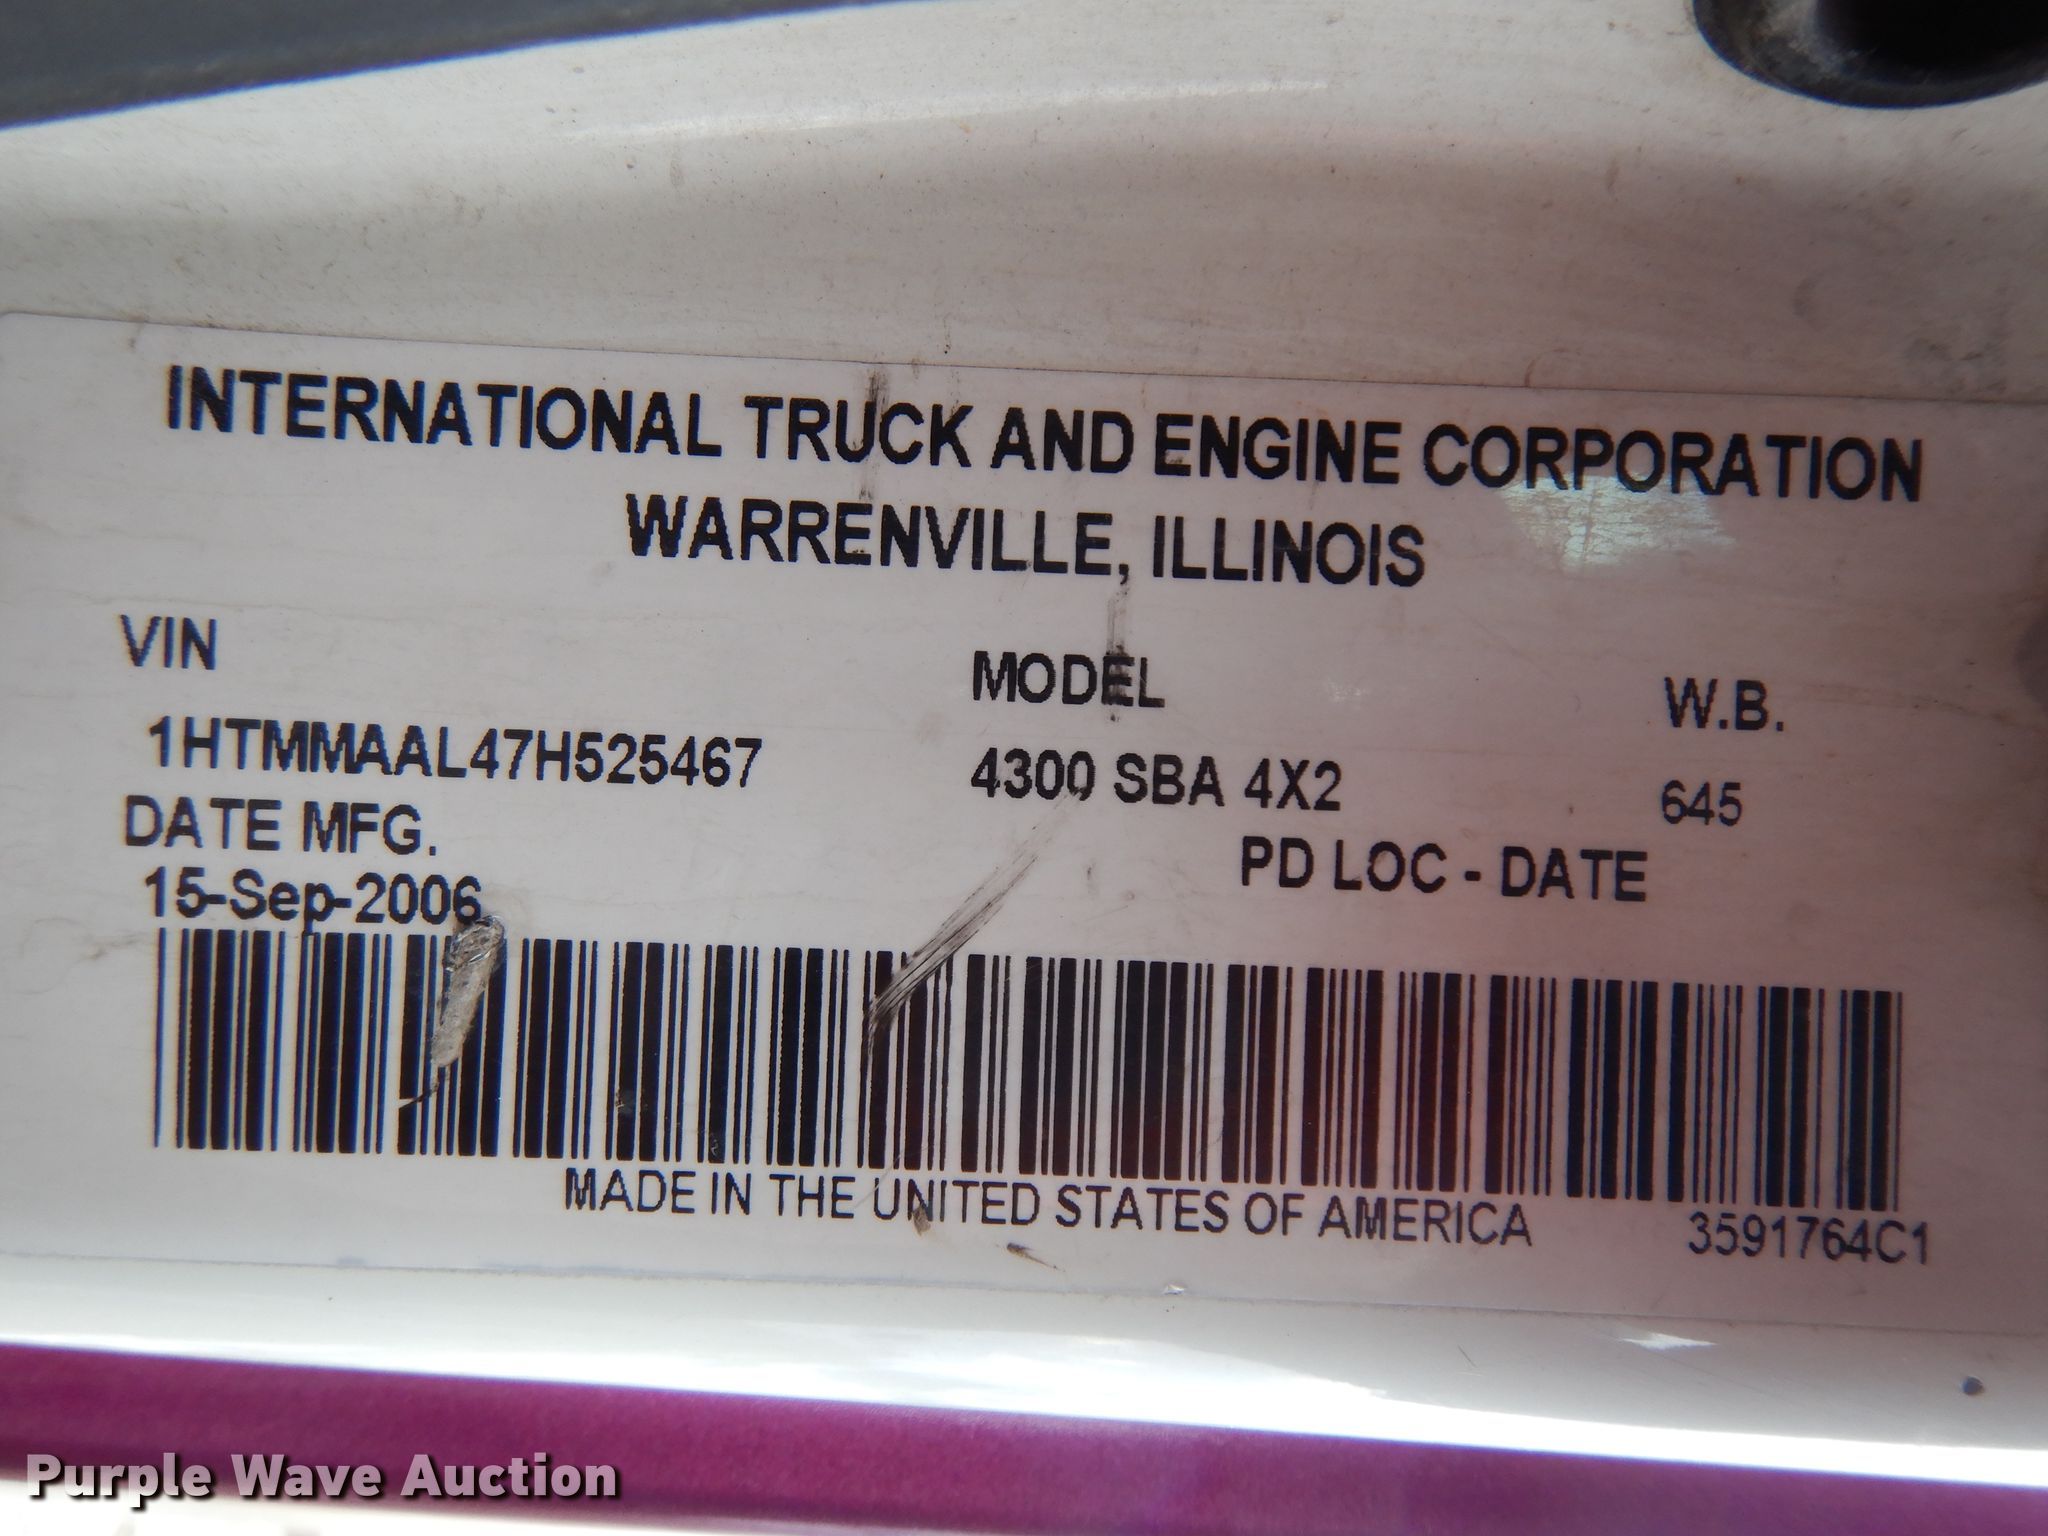 INTERNATIONAL TRUCK AND ENGINE CORPORATION
WARRENVILLE, ILLINOIS
VIN MODEL W.B.
1HTMMAAL47H525467 4300 SBA 4X2 645
DATE MFG. PD LOC - DATE
15-Sep-2006
MADE IN THE UNITED STATES OF AMERICA 3591764C1
Purple Wave Auction